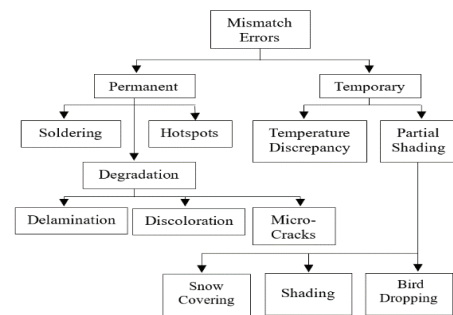 Mismatch
Errors
Permanent
Temporary
Soldering
Hotspots
Temperature
Discrepancy
Partial
Shading
Degradation
Delamination
Discoloration
Micro-
Cracks
Snow
Covering
Shading
Bird
Dropping